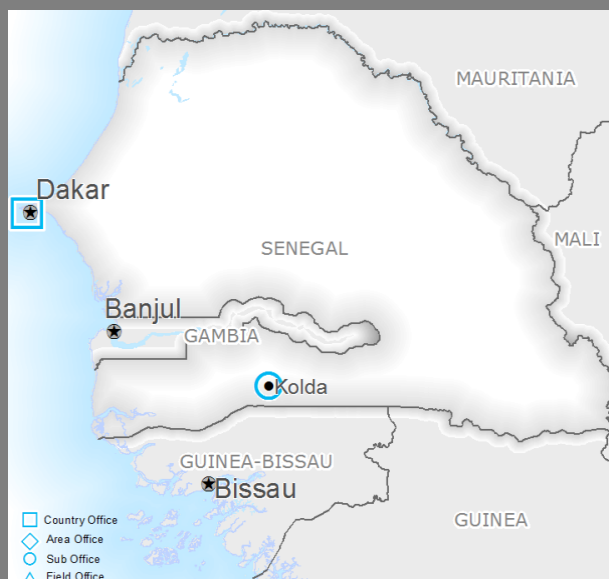 MAURITANIA
Dakar
MALI
SENEGAL
Banjul
GAMBIA
Kolda
GUINEA-BISSAU
Bissau
GUINEA
Country Office
Area Office
Sub Office
Field Office